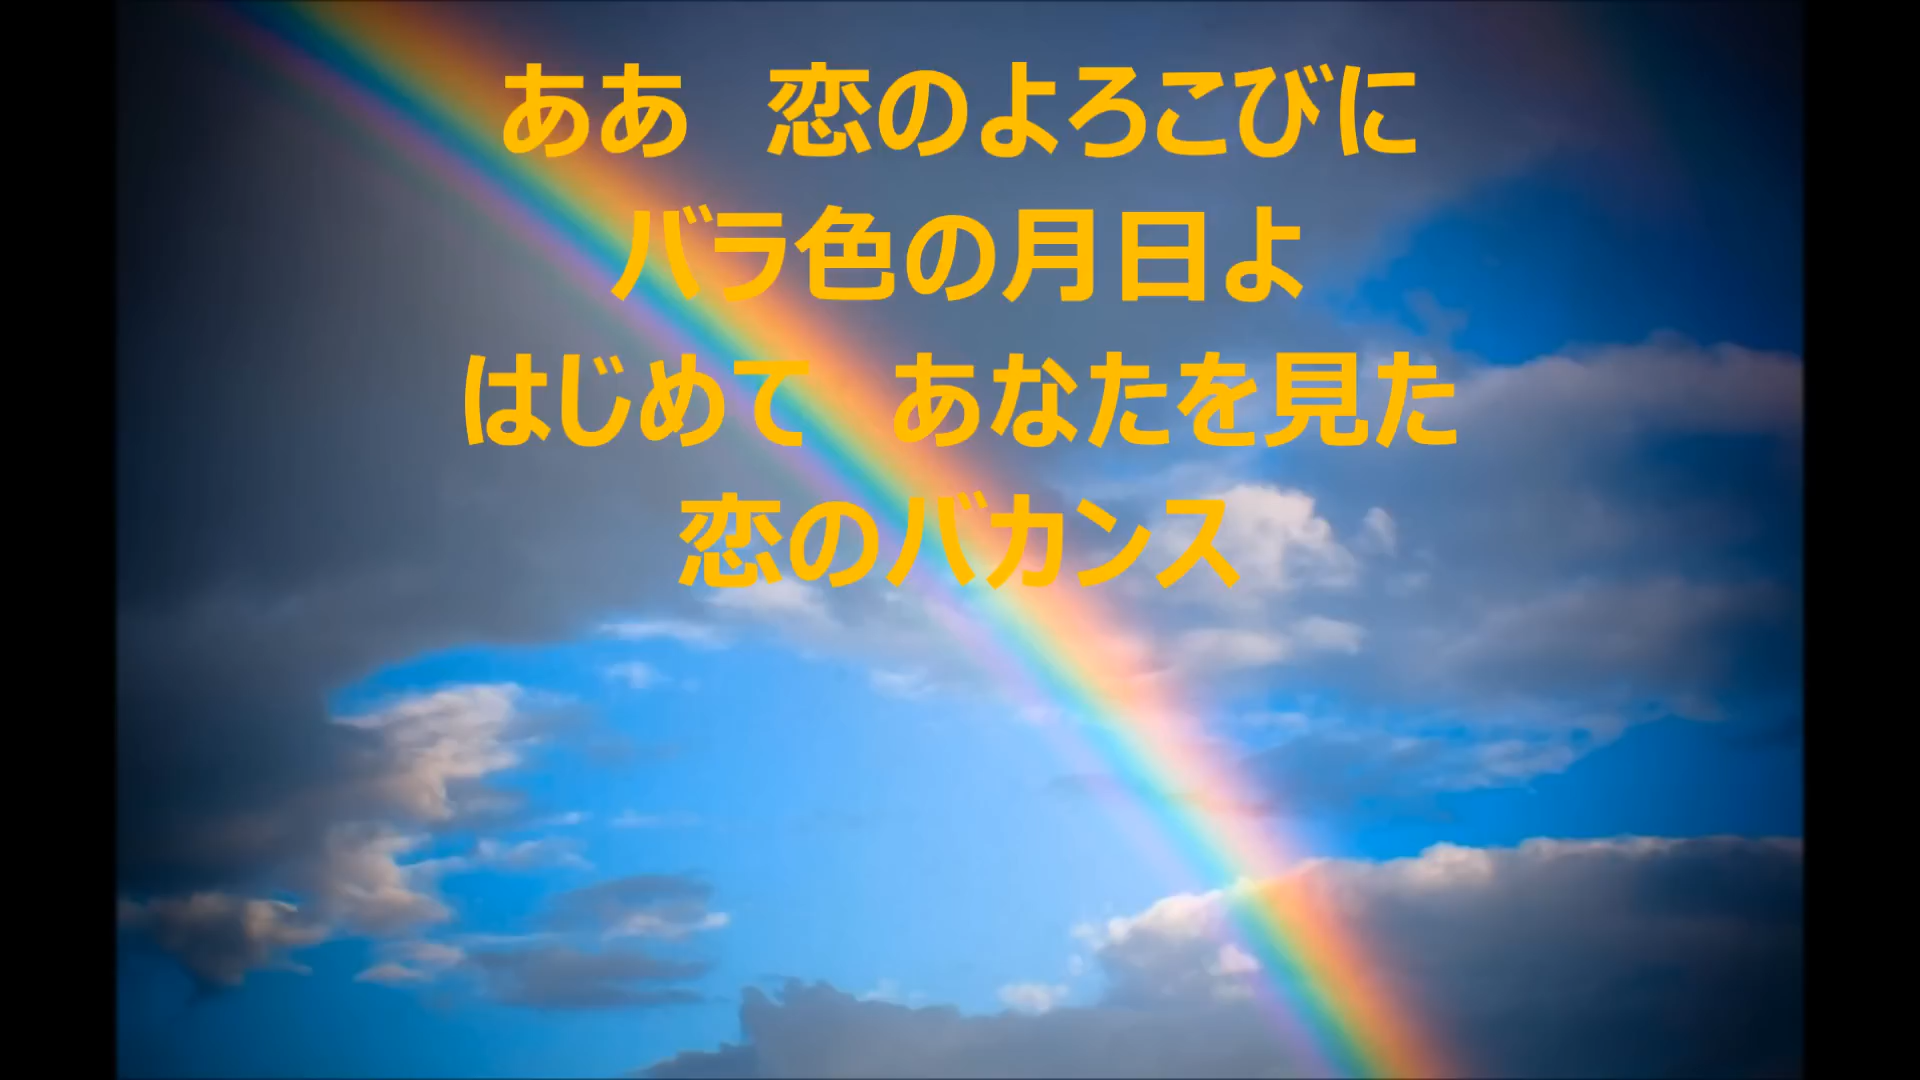 ああ　恋のよろこびに
バラ色の月日よ
はじめて　あなたを見た
恋のバカンス